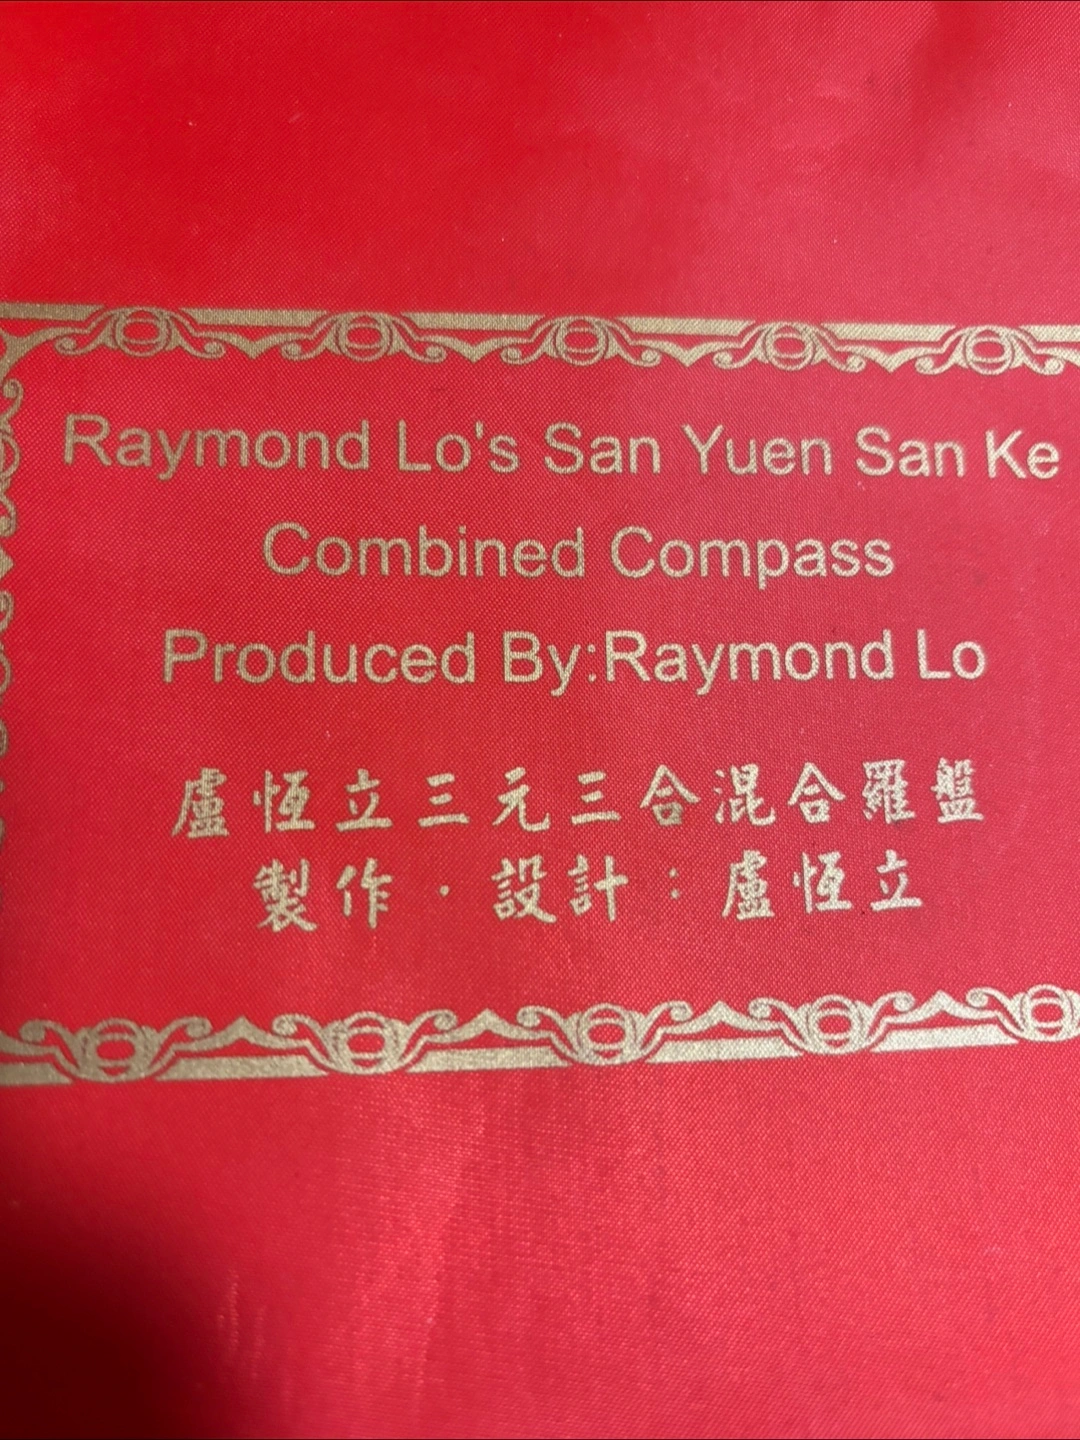 Raymond Lo's San Yuen San Ke
Combined Compass
Produced By:Raymond Lo
盧恆立三元三合混合羅盤
製作・設計：盧恆立